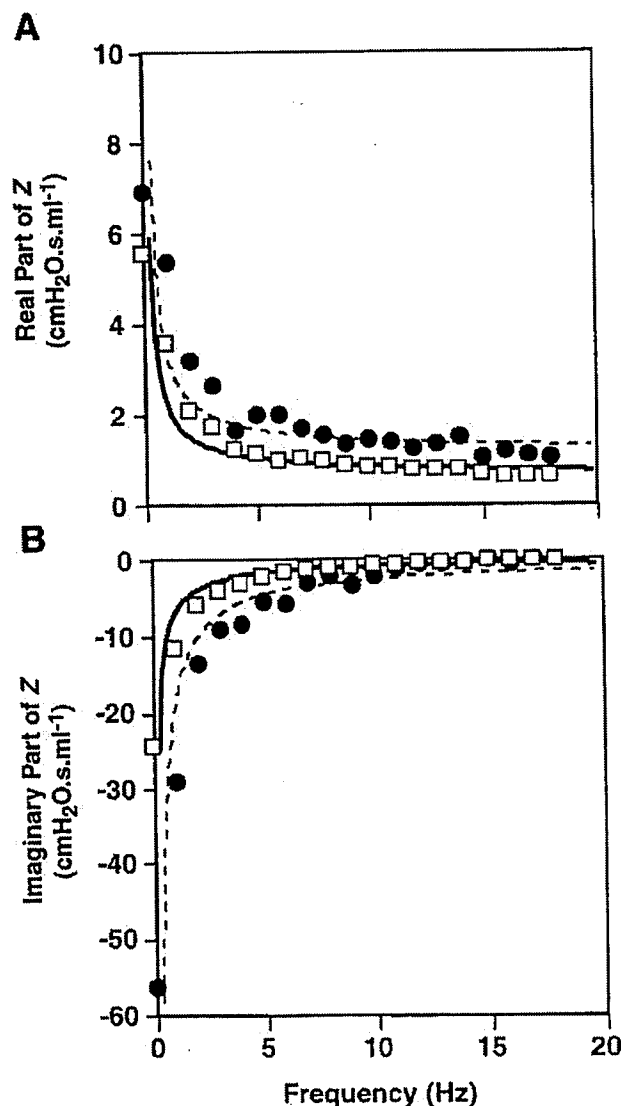 A
10
8
6
4
2
0
Real Part of Z
(cmH2O.s.ml-1)
B
0
-10
-20
-30
-40
-50
-60
Imaginary Part of Z
(cmH2O.s.ml-1)
0 5 10 15 20
Frequency (Hz)